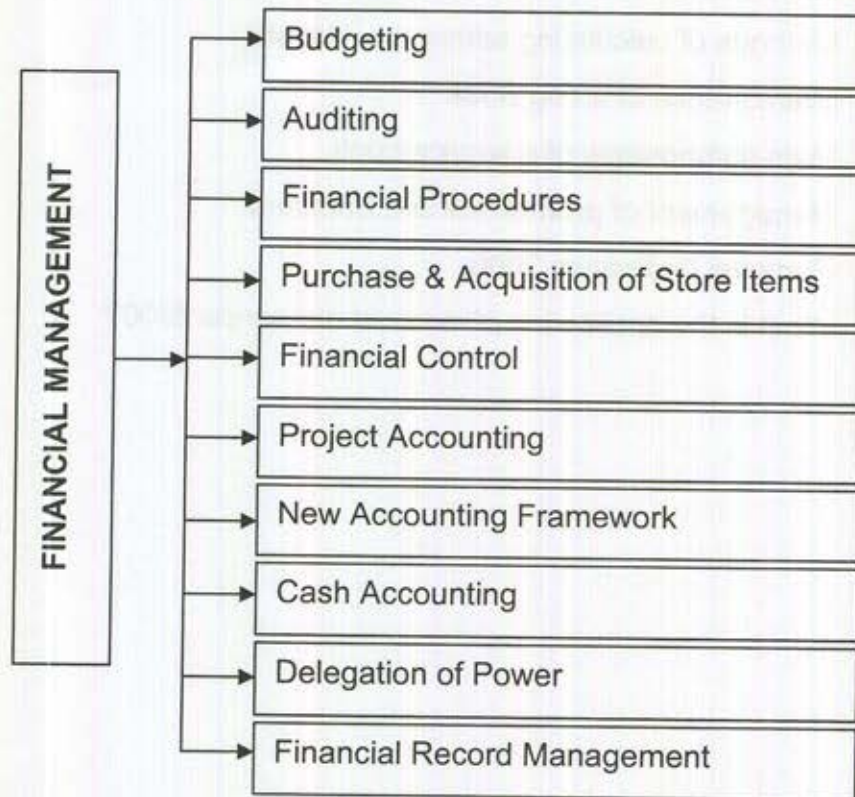 FINANCIAL MANAGEMENT
Budgeting
Auditing
Financial Procedures
Purchase & Acquisition of Store Items
Financial Control
Project Accounting
New Accounting Framework
Cash Accounting
Delegation of Power
Financial Record Management